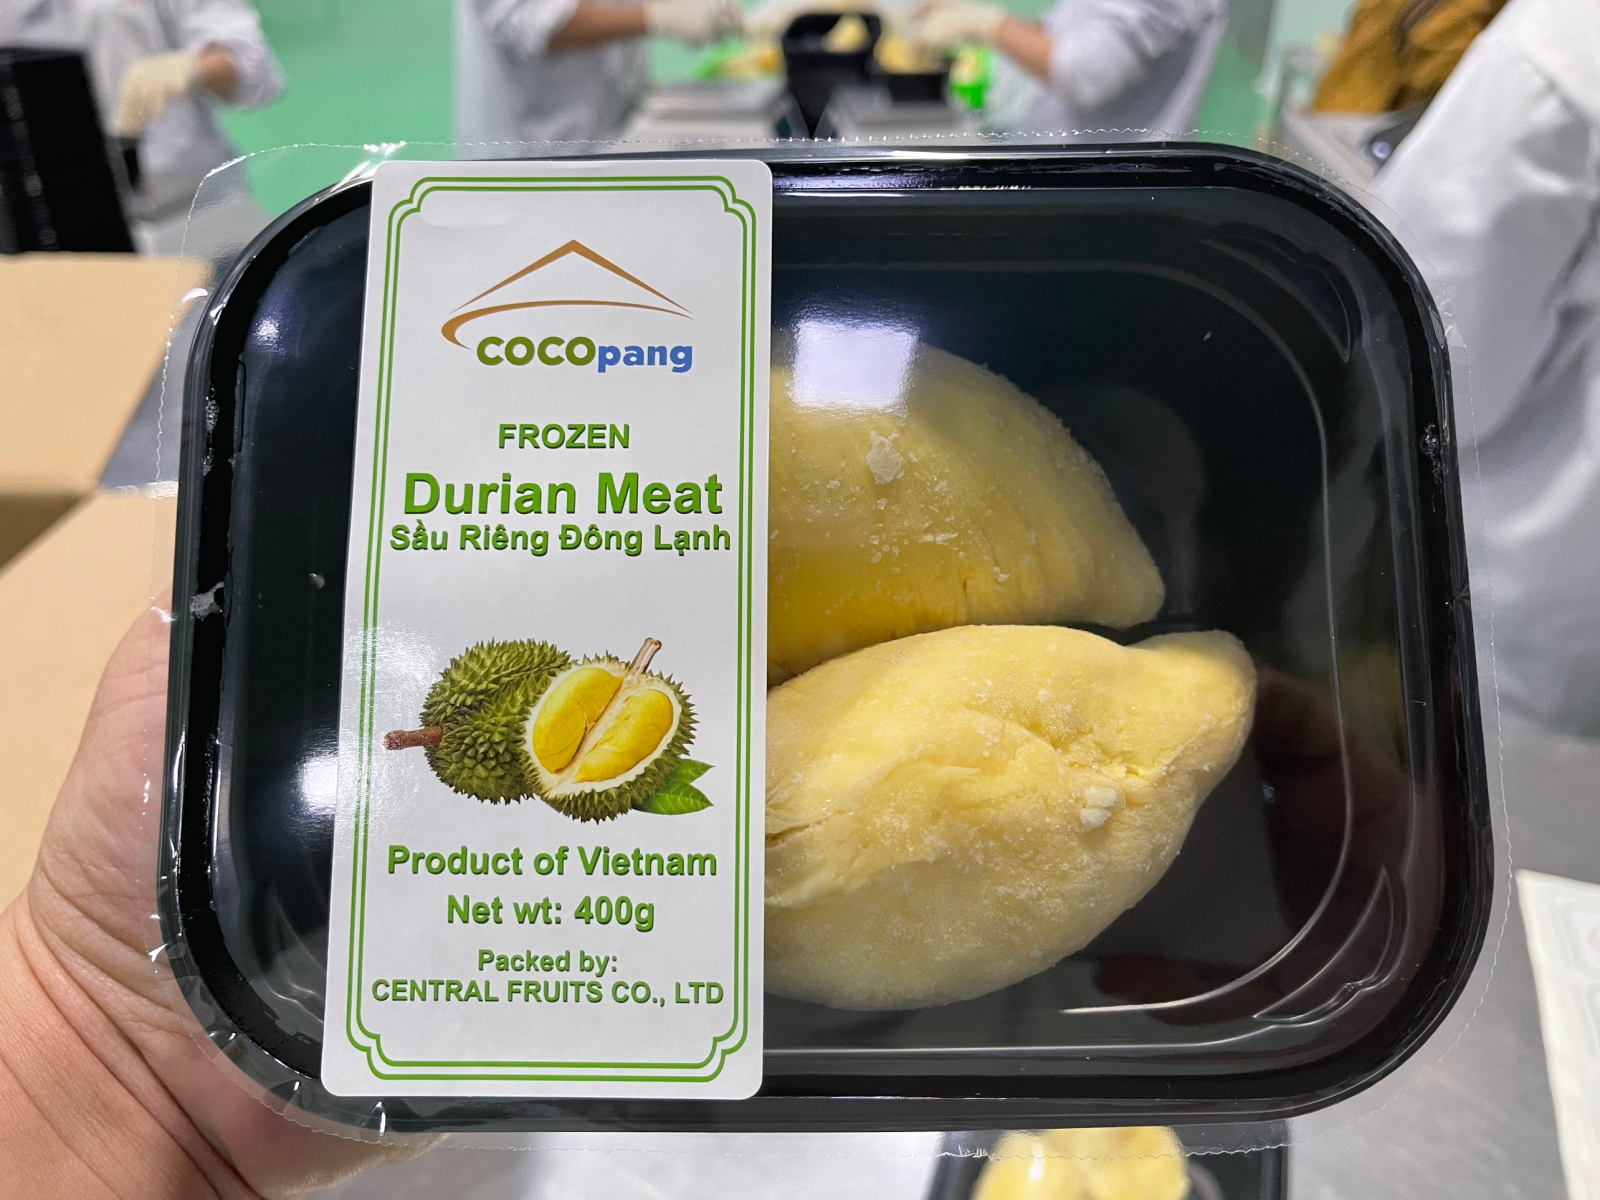 COCOpang
FROZEN
Durian Meat
Sầu Riêng Đông Lạnh
Product of Vietnam
Net wt: 400g
Packed by:
CENTRAL FRUITS CO., LTD